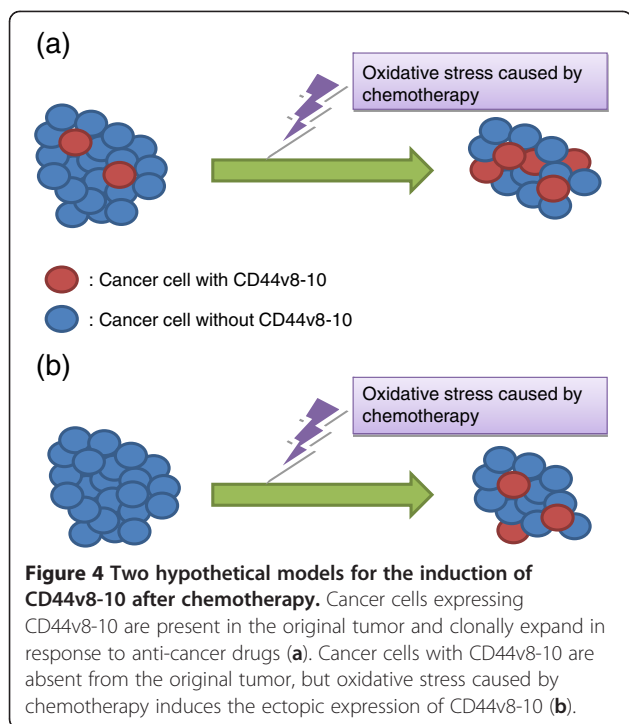 (a)
Oxidative stress caused by
chemotherapy
: Cancer cell with CD44v8-10
: Cancer cell without CD44v8-10
(b)
Oxidative stress caused by
chemotherapy
Figure 4 Two hypothetical models for the induction of
CD44v8-10 after chemotherapy. Cancer cells expressing
CD44v8-10 are present in the original tumor and clonally expand in
response to anti-cancer drugs (a). Cancer cells with CD44v8-10 are
absent from the original tumor, but oxidative stress caused by
chemotherapy induces the ectopic expression of CD44v8-10 (b).